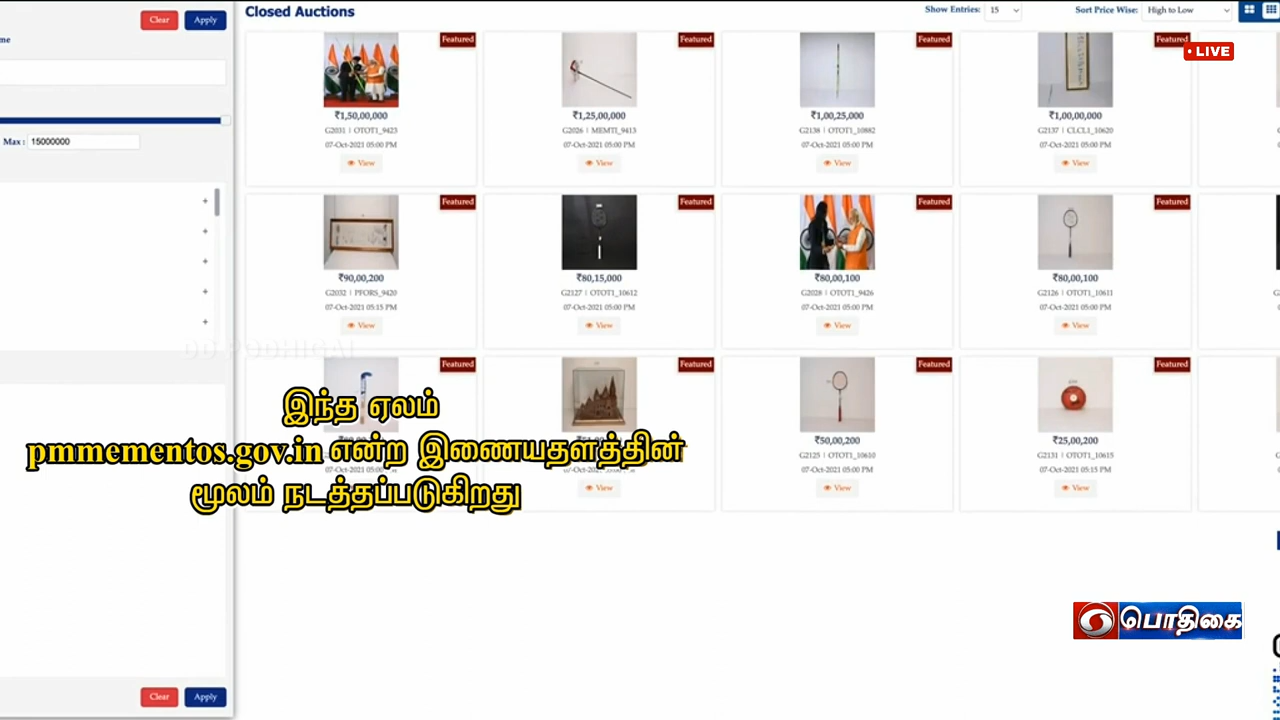 Clear Apply
Closed Auctions
Show Entries: 15
Sort Price Wise: High to Low
LIVE
me
Max : 15000000
Featured Featured Featured Featured
₹1,50,00,000 ₹1,25,00,000 ₹1,00,25,000 ₹1,00,00,000
G2031 | OTOT1_9423 G2026 | MEMTI_9413 G2138 | OTOT1_10882 G2137 | CLCL1_10620
07-Oct-2021 05:00 PM 07-Oct-2021 05:00 PM 07-Oct-2021 05:00 PM 07-Oct-2021 05:00 PM
View View View View
Featured Featured Featured Featured
₹90,00,200 ₹80,15,000 ₹80,00,100 ₹80,00,100
G2032 | PFORS_9420 G2127 | OTOT1_10612 G2028 | OTOT1_9426 G2126 | OTOT1_10611
07-Oct-2021 05:15 PM 07-Oct-2021 05:00 PM 07-Oct-2021 05:00 PM 07-Oct-2021 05:00 PM
View View View View
DD PODHIGAI
Featured Featured Featured Featured
₹50,00,200 ₹25,00,200
G2125 | OTOT1_10610 G2131 | OTOT1_10615
07-Oct-2021 05:00 PM 07-Oct-2021 05:00 PM
View View View
இந்த ஏலம்
pmmementos.gov.in என்ற இணையதளத்தின்
மூலம் நடத்தப்படுகிறது
பொதிகை
Clear Apply